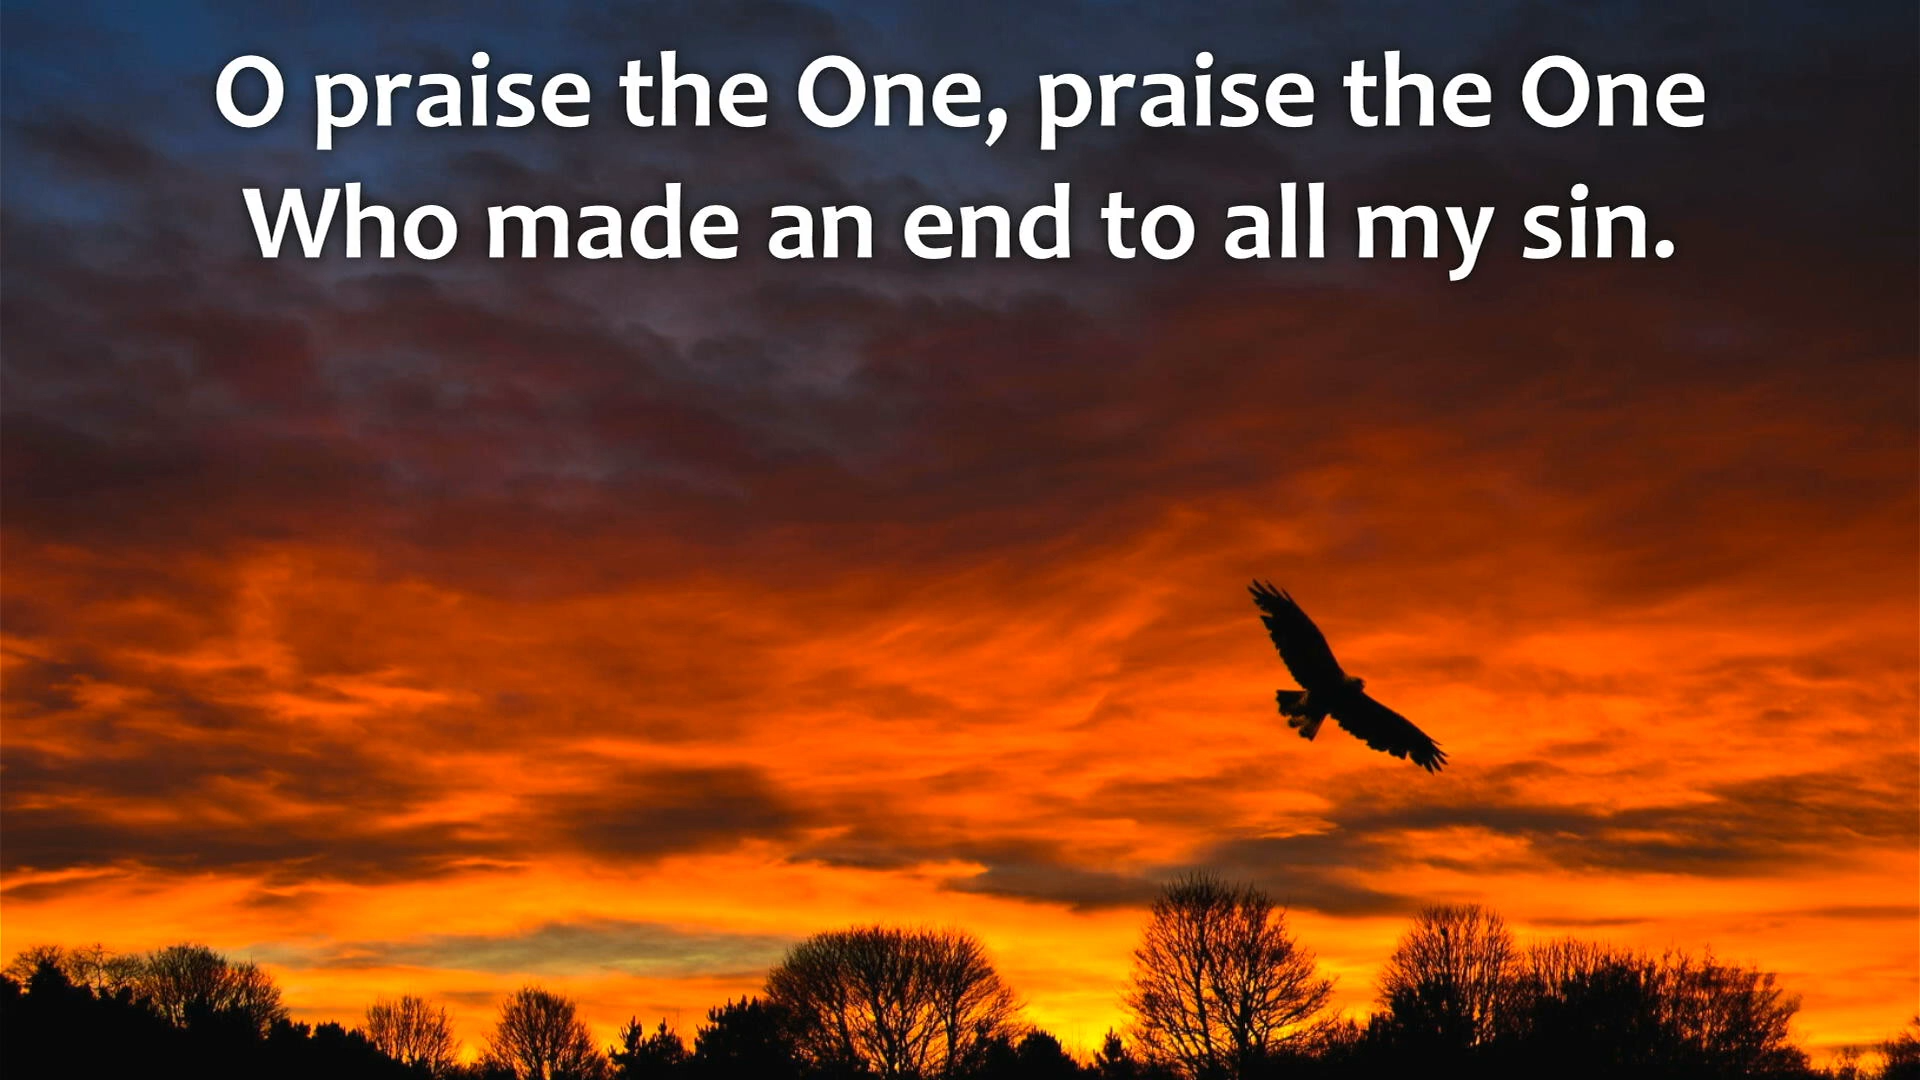 O praise the One, praise the One
Who made an end to all my sin.